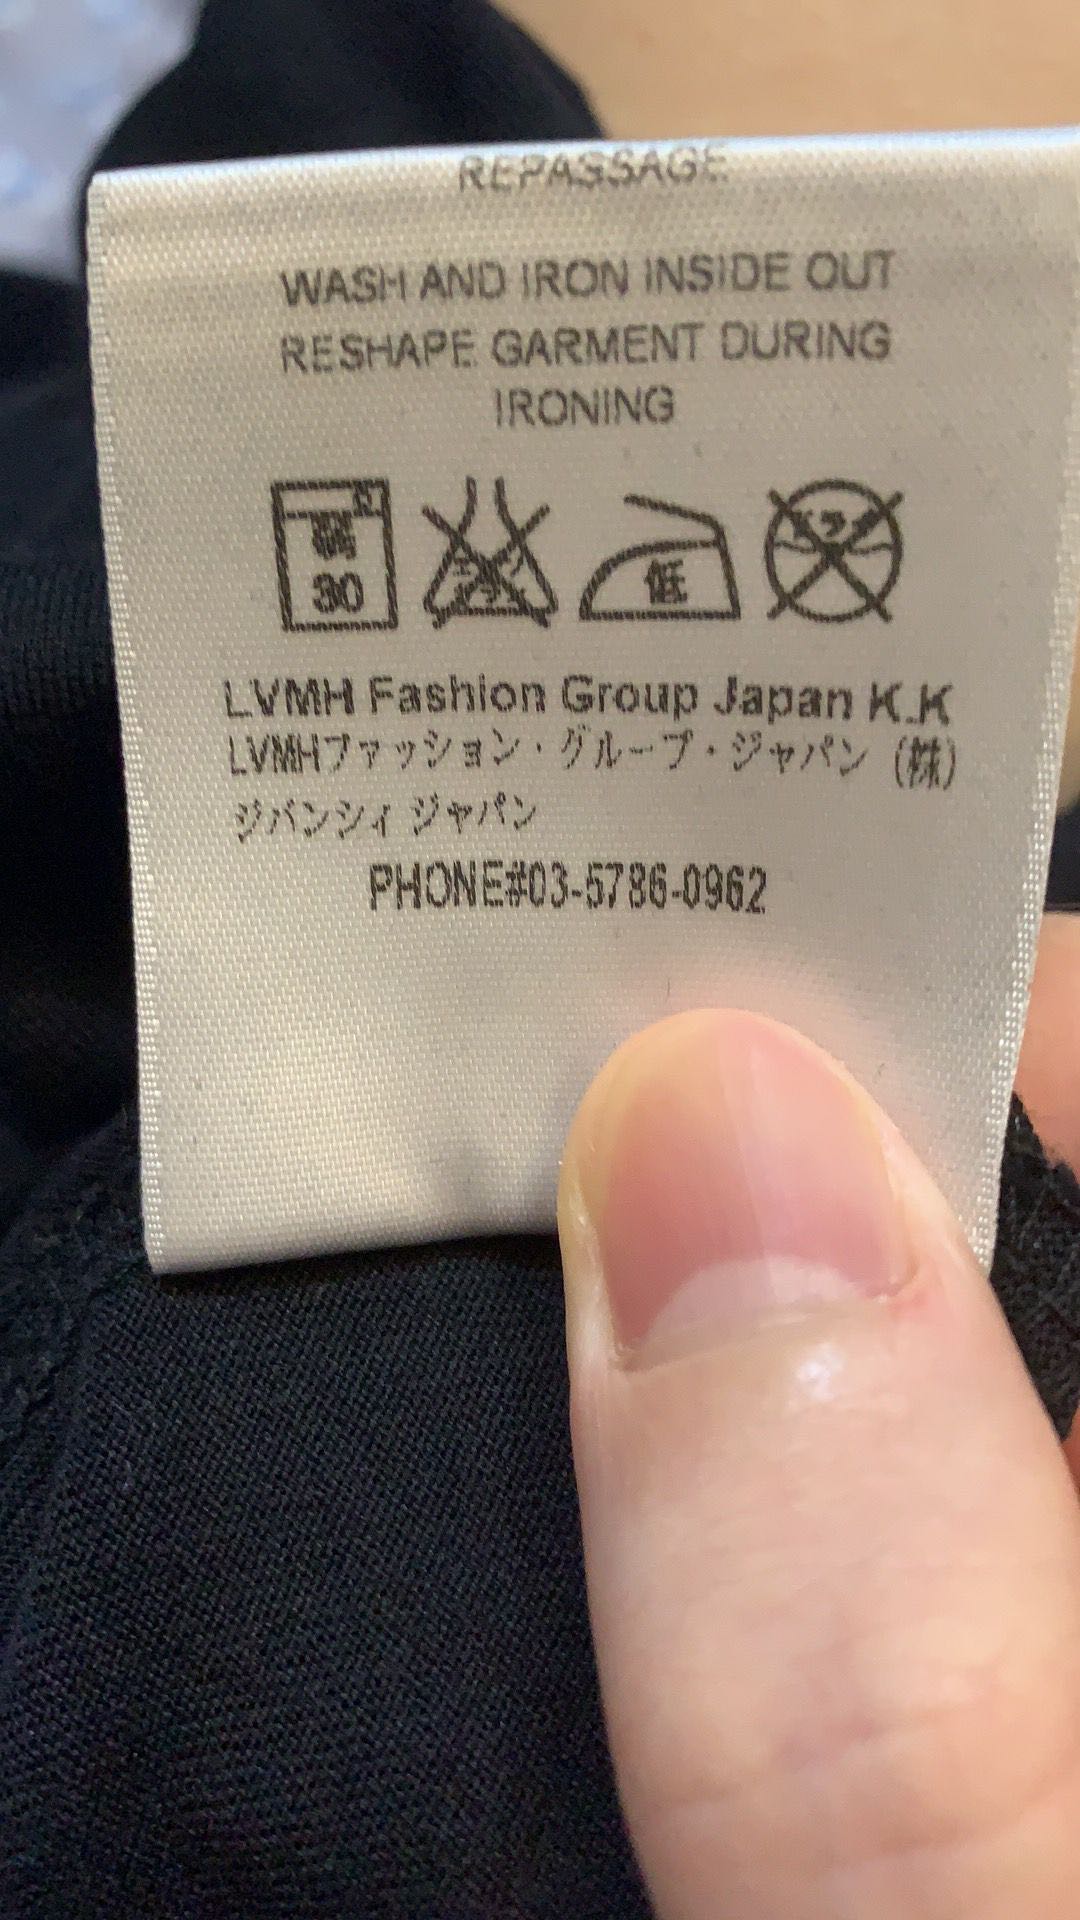 REPASSAGE
WASH AND IRON INSIDE OUT
RESHAPE GARMENT DURING
IRONING
30
低
LVMH Fashion Group Japan K.K
LVMHファッション・グループ・ジャパン (株)
ジバンシィ ジャパン
PHONE#03-5786-0962